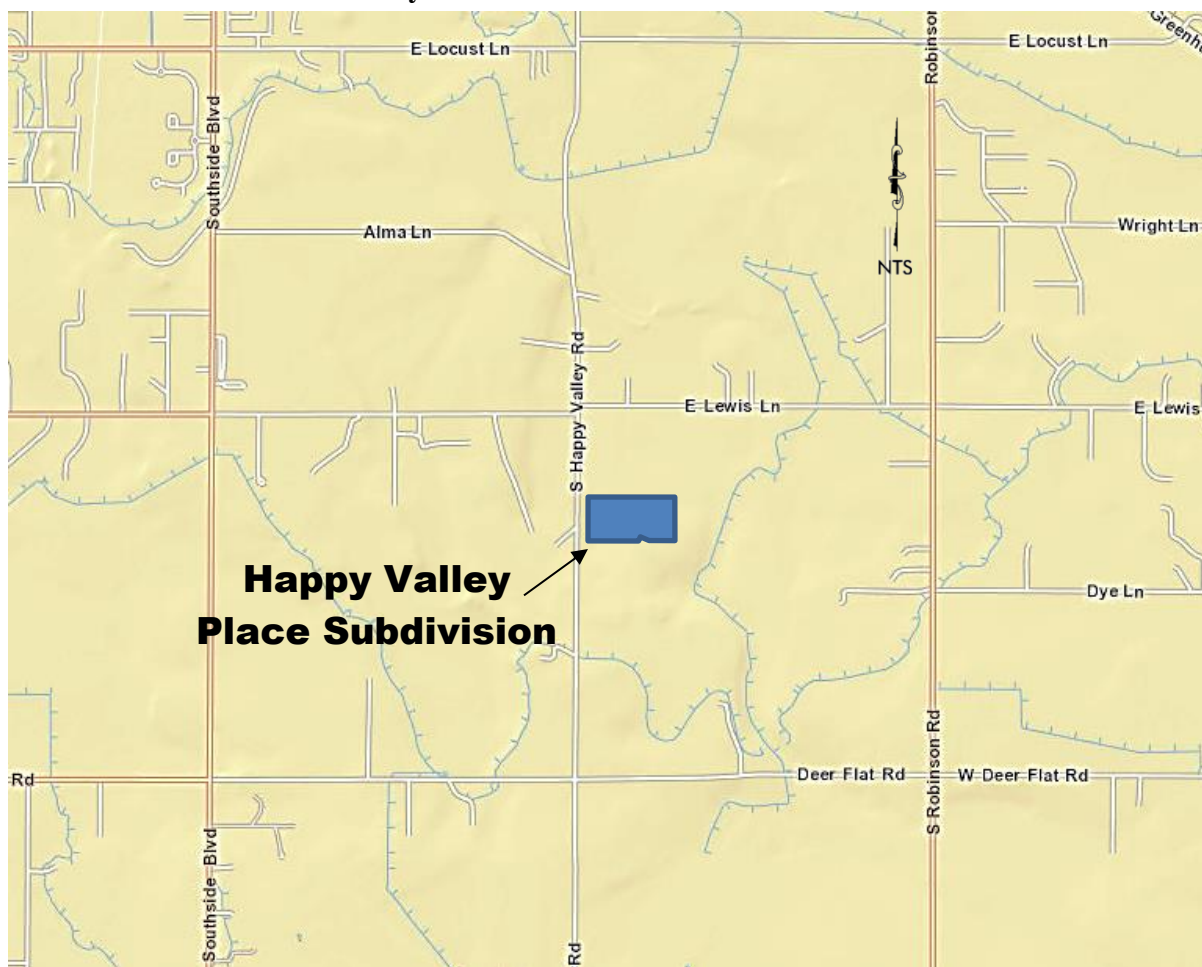 E Locust Ln
E Locust Ln
Robinson
Southside Blvd
Alma Ln
Wright Ln
NTS
S Happy Valley Rd
E Lewis Ln
E Lewis
Happy Valley
Place Subdivision
Dye Ln
Rd
Deer Flat Rd
W Deer Flat Rd
S Robinson Rd
Southside Blvd
Rd